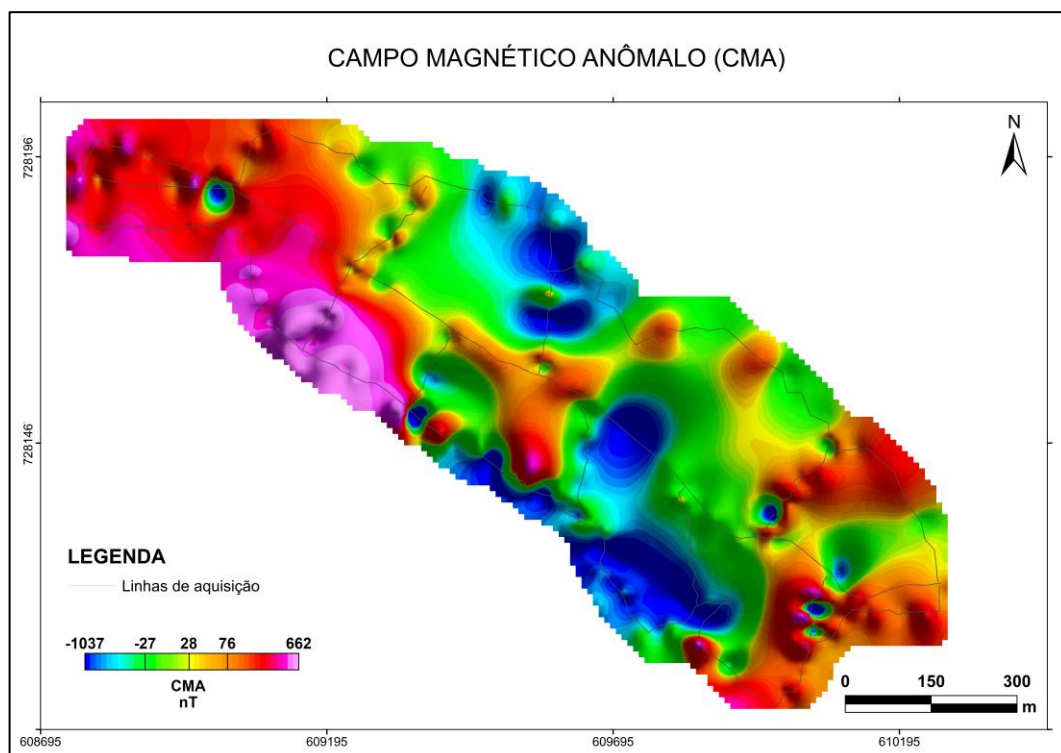 CAMPO MAGNÉTICO ANÔMALO (CMA)
N
728196
728146
LEGENDA
Linhas de aquisição
-1037 -27 28 76 662
CMA
nT
0 150 300
m
608695 609195 609695 610195